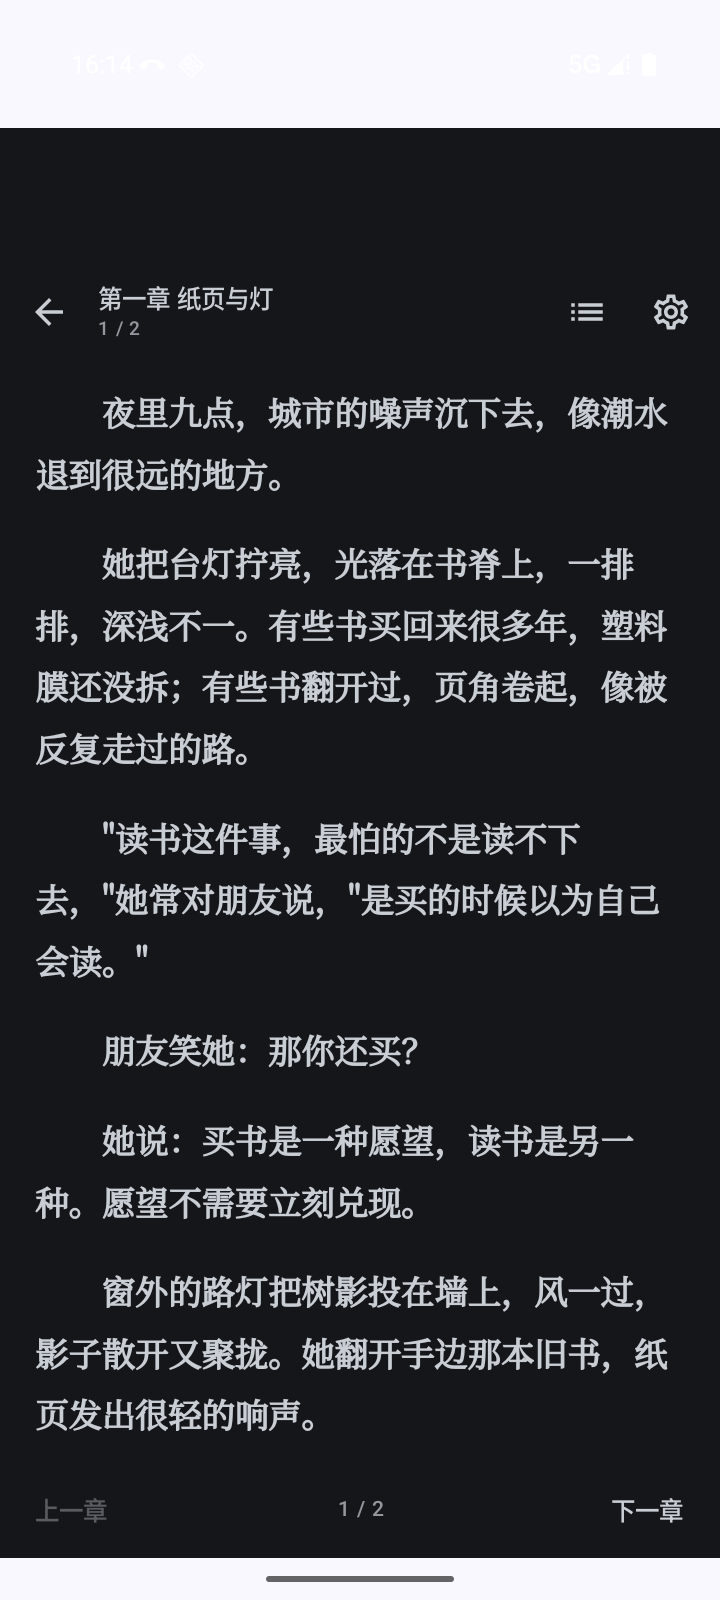 16:14
5G
第一章 纸页与灯
1 / 2
夜里九点，城市的噪声沉下去，像潮水
退到很远的地方。
她把台灯拧亮，光落在书脊上，一排
排，深浅不一。有些书买回来很多年，塑料
膜还没拆；有些书翻开过，页角卷起，像被
反复走过的路。
"读书这件事，最怕的不是读不下
去，"她常对朋友说，"是买的时候以为自己
会读。"
朋友笑她：那你还买？
她说：买书是一种愿望，读书是另一
种。愿望不需要立刻兑现。
窗外的路灯把树影投在墙上，风一过，
影子散开又聚拢。她翻开手边那本旧书，纸
页发出很轻的响声。
上一章
1 / 2
下一章